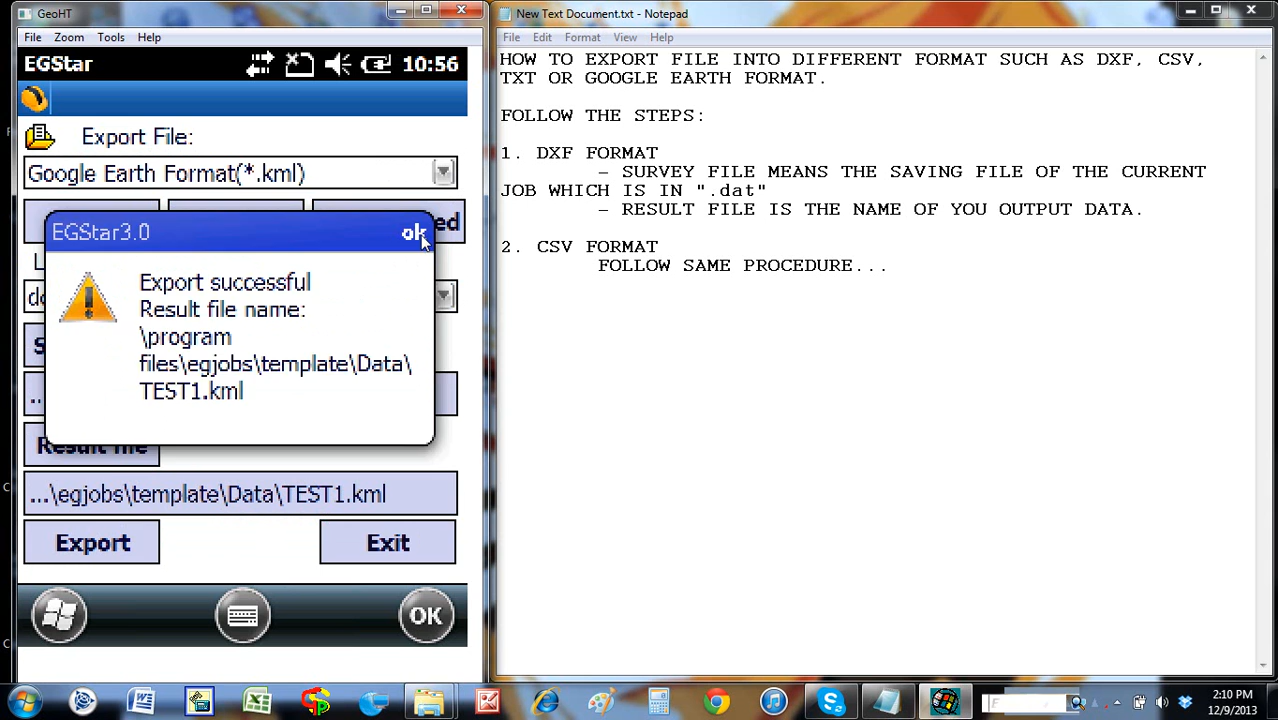 GeoHT
File Zoom Tools Help
EGStar 10:56
Export File:
Google Earth Format(*.kml)
ed
EGStar3.0 ok
Export successful
Result file name:
\program
files\egjobs\template\Data\
TEST1.kml
Result file
...\egjobs\template\Data\TEST1.kml
Export Exit
OK
New Text Document.txt - Notepad
File Edit Format View Help
HOW TO EXPORT FILE INTO DIFFERENT FORMAT SUCH AS DXF, CSV,
TXT OR GOOGLE EARTH FORMAT.
FOLLOW THE STEPS:
1. DXF FORMAT
- SURVEY FILE MEANS THE SAVING FILE OF THE CURRENT
JOB WHICH IS IN ".dat"
- RESULT FILE IS THE NAME OF YOU OUTPUT DATA.
2. CSV FORMAT
FOLLOW SAME PROCEDURE...
2:10 PM
12/9/2013